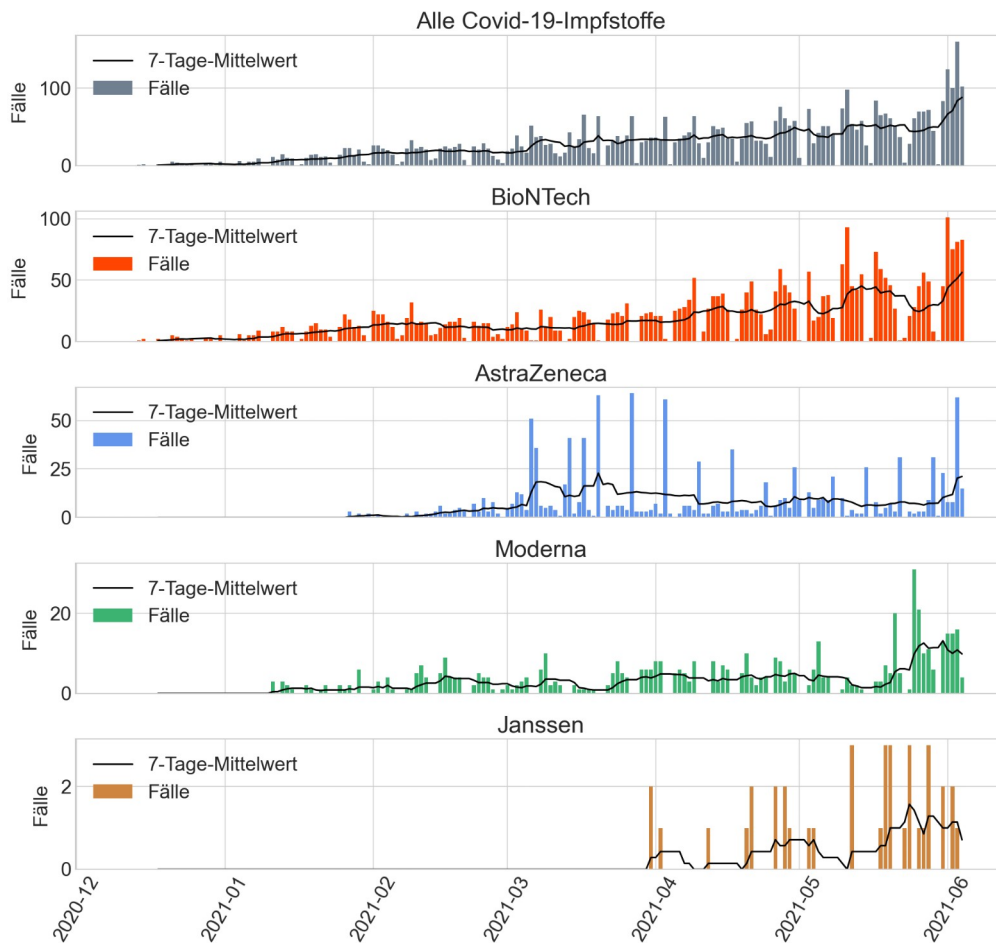 Alle Covid-19-Impfstoffe
7-Tage-Mittelwert
Fälle
Fälle
100
0
BioNTech
7-Tage-Mittelwert
Fälle
Fälle
100
50
0
AstraZeneca
7-Tage-Mittelwert
Fälle
Fälle
50
25
0
Moderna
7-Tage-Mittelwert
Fälle
Fälle
20
0
Janssen
7-Tage-Mittelwert
Fälle
Fälle
2
0
2020-12
2021-01
2021-02
2021-03
2021-04
2021-05
2021-06